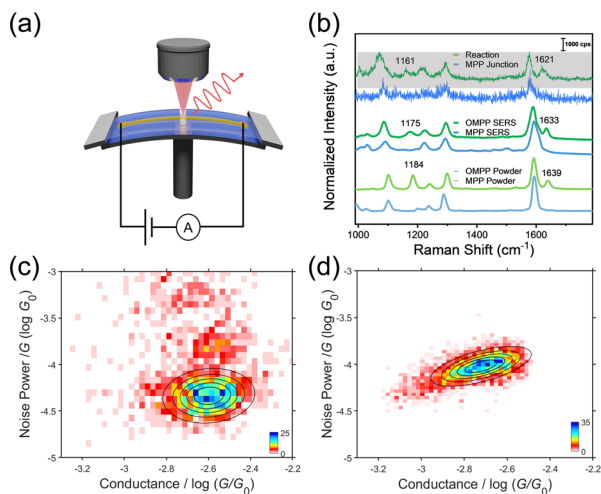 (a)
A
(b)
1000 cps
Reaction
MPP Junction
1161
1621
OMPP SERS
MPP SERS
1175
1633
OMPP Powder
MPP Powder
1184
1639
Normalized Intensity (a.u.)
1000 1200 1400 1600
Raman Shift (cm⁻¹)
(c)
Noise Power /G (log G₀)
-3
-3.5
-4
-4.5
-5
25
0
-3.2 -3 -2.8 -2.6 -2.4 -2.2
Conductance / log (G/G₀)
(d)
Noise Power /G (log G₀)
-3
-3.5
-4
-4.5
-5
35
0
-3.2 -3 -2.8 -2.6 -2.4 -2.2
Conductance / log (G/G₀)